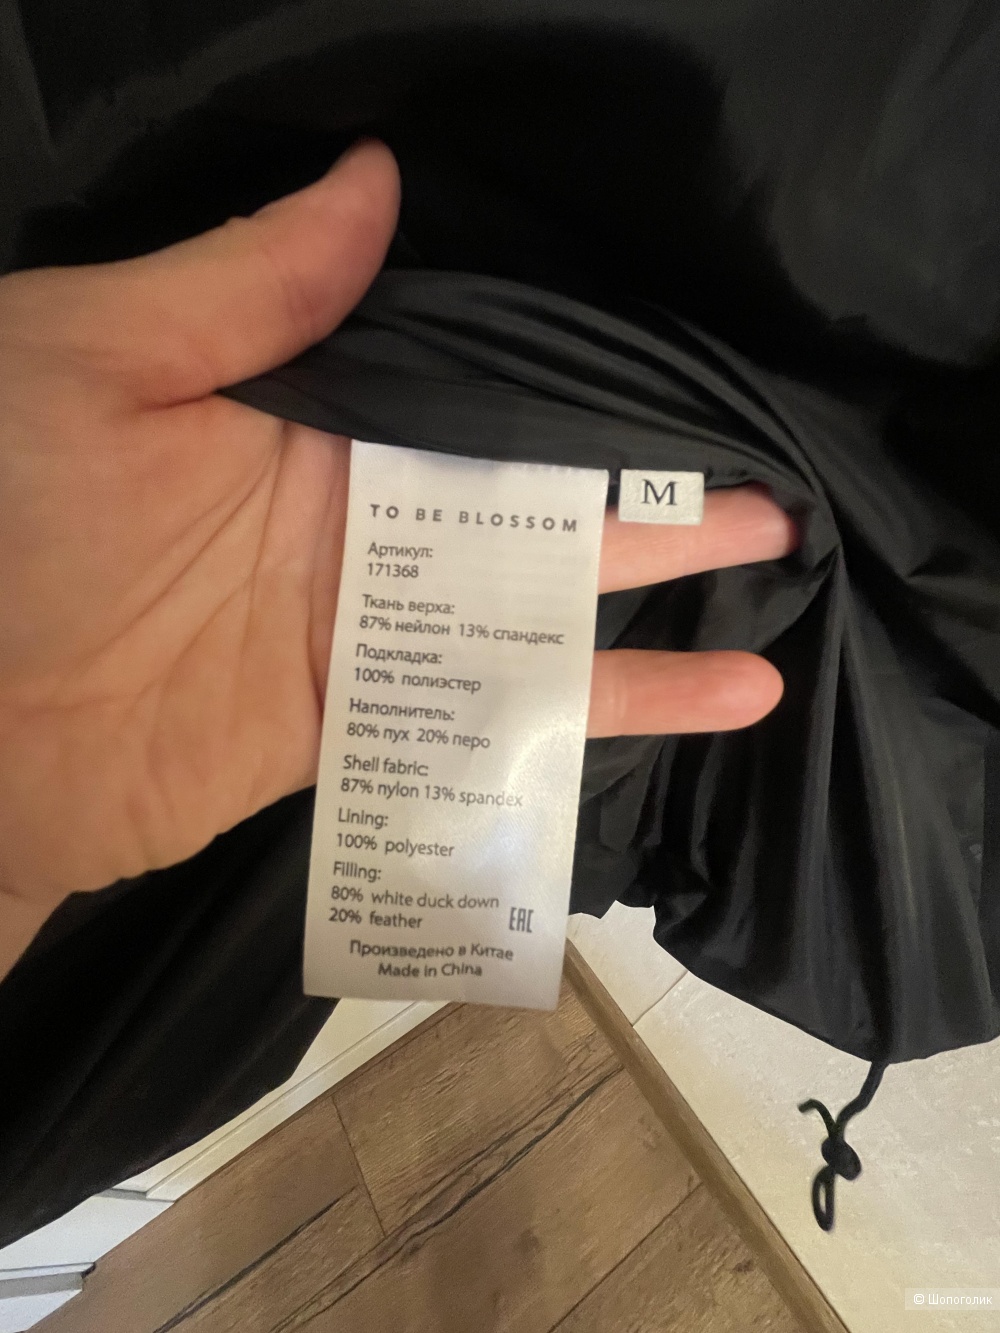 TO BE BLOSSOM
M
Артикул:
171368
Ткань верха:
87% нейлон 13% спандекс
Подкладка:
100% полиэстер
Наполнитель:
80% пух 20% перо
Shell fabric:
87% nylon 13% spandex
Lining:
100% polyester
Filling:
80% white duck down
20% feather
EAC
Произведено в Китае
Made in China
© Шопоголик